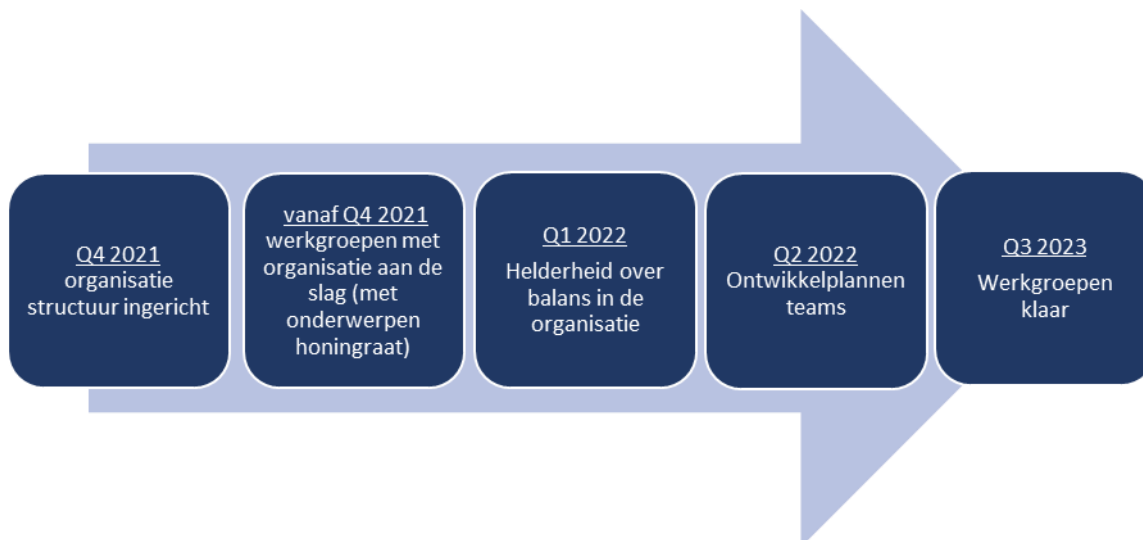 Q4 2021
organisatie
structuur ingericht
vanaf Q4 2021
werkgroepen met
organisatie aan de
slag (met
onderwerpen
honingraat)
Q1 2022
Helderheid over
balans in de
organisatie
Q2 2022
Ontwikkelplannen
teams
Q3 2023
Werkgroepen
klaar